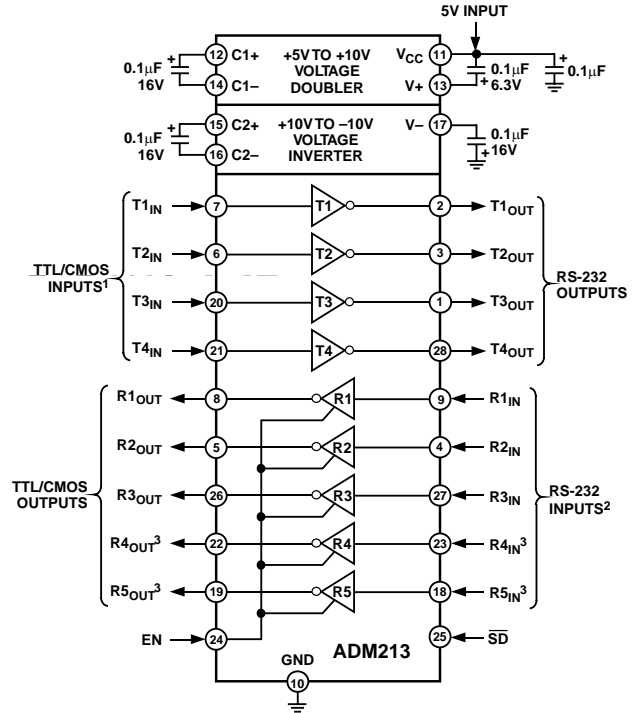 5V INPUT
12 C1+ +5V TO +10V VCC 11
0.1µF 16V + VOLTAGE + 0.1µF 6.3V + 0.1µF
14 C1– DOUBLER V+ 13 +
15 C2+ +10V TO –10V V– 17
0.1µF 16V + VOLTAGE 0.1µF 16V +
16 C2– INVERTER
T1IN 7 T1 2 T1OUT
T2IN 6 T2 3 T2OUT
TTL/CMOS INPUTS1 RS-232 OUTPUTS
T3IN 20 T3 1 T3OUT
T4IN 21 T4 28 T4OUT
R1OUT 8 R1 9 R1IN
R2OUT 5 R2 4 R2IN
TTL/CMOS OUTPUTS R3OUT 26 R3 27 R3IN RS-232 INPUTS2
R4OUT3 22 R4 23 R4IN3
R5OUT3 19 R5 18 R5IN3
EN 24 ADM213 25 SD
GND
10